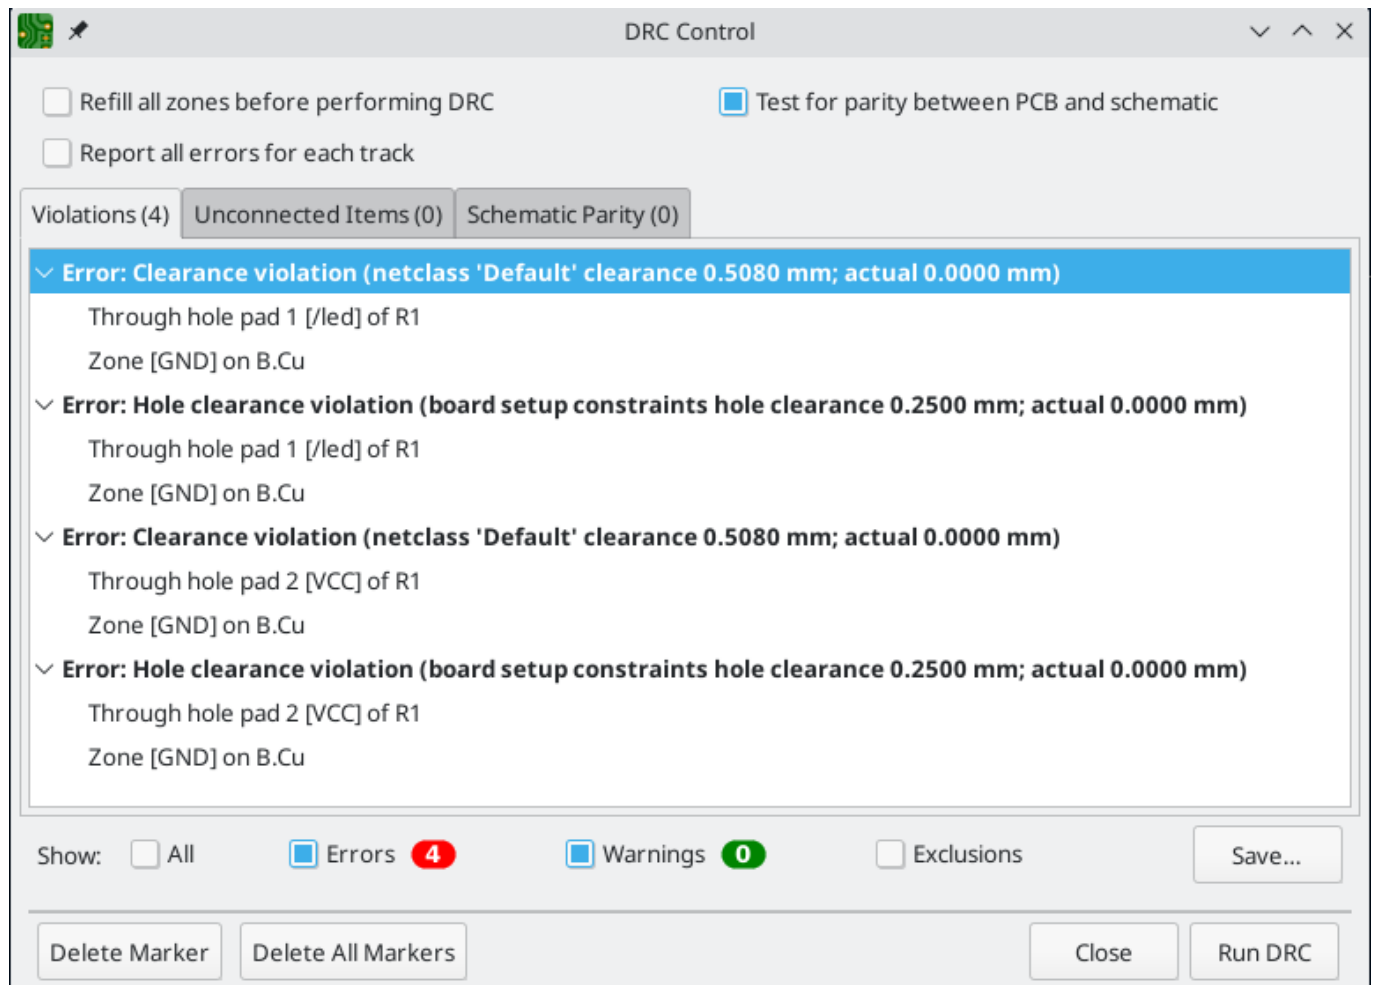 DRC Control
Refill all zones before performing DRC
Test for parity between PCB and schematic
Report all errors for each track
Violations (4)
Unconnected Items (0)
Schematic Parity (0)
Error: Clearance violation (netclass 'Default' clearance 0.5080 mm; actual 0.0000 mm)
Through hole pad 1 [/led] of R1
Zone [GND] on B.Cu
Error: Hole clearance violation (board setup constraints hole clearance 0.2500 mm; actual 0.0000 mm)
Through hole pad 1 [/led] of R1
Zone [GND] on B.Cu
Error: Clearance violation (netclass 'Default' clearance 0.5080 mm; actual 0.0000 mm)
Through hole pad 2 [VCC] of R1
Zone [GND] on B.Cu
Error: Hole clearance violation (board setup constraints hole clearance 0.2500 mm; actual 0.0000 mm)
Through hole pad 2 [VCC] of R1
Zone [GND] on B.Cu
Show: All Errors 4 Warnings 0 Exclusions Save...
Delete Marker Delete All Markers Close Run DRC